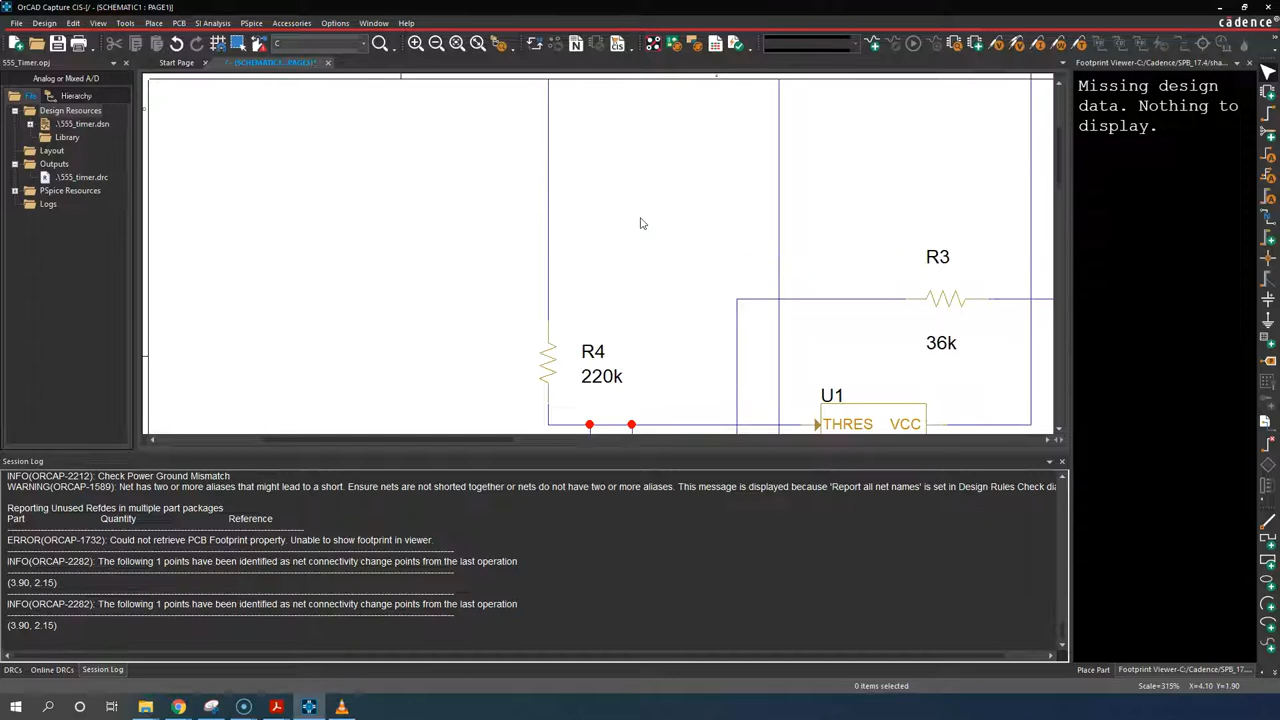 OrCAD Capture CIS-[/ - (SCHEMATIC1 : PAGE1)]
File Design Edit View Tools Place PCB SI Analysis PSpice Accessories Options Window Help
cadence
C
555_Timer.opj
Start Page
/ - (SCHEMATIC1...PAGE1)*
Footprint Viewer-C:/Cadence/SPB_17.4/sha...
Analog or Mixed A/D
File
Hierarchy
Design Resources
.\555_timer.dsn
Library
Layout
Outputs
.\555_timer.drc
PSpice Resources
Logs
Missing design
data. Nothing to
display.
R3
36k
R4
220k
U1
THRES VCC
Session Log
INFO(ORCAP-2212): Check Power Ground Mismatch
WARNING(ORCAP-1589): Net has two or more aliases that might lead to a short. Ensure nets are not shorted together or nets do not have two or more aliases. This message is displayed because 'Report all net names' is set in Design Rules Check dia
Reporting Unused Refdes in multiple part packages
Part Quantity Reference
ERROR(ORCAP-1732): Could not retrieve PCB Footprint property. Unable to show footprint in viewer.
INFO(ORCAP-2282): The following 1 points have been identified as net connectivity change points from the last operation
(3.90, 2.15)
INFO(ORCAP-2282): The following 1 points have been identified as net connectivity change points from the last operation
(3.90, 2.15)
DRCs Online DRCs Session Log
Place Part Footprint Viewer-C:/Cadence/SPB_17....
0 items selected
Scale=315% X=4.10 Y=1.90